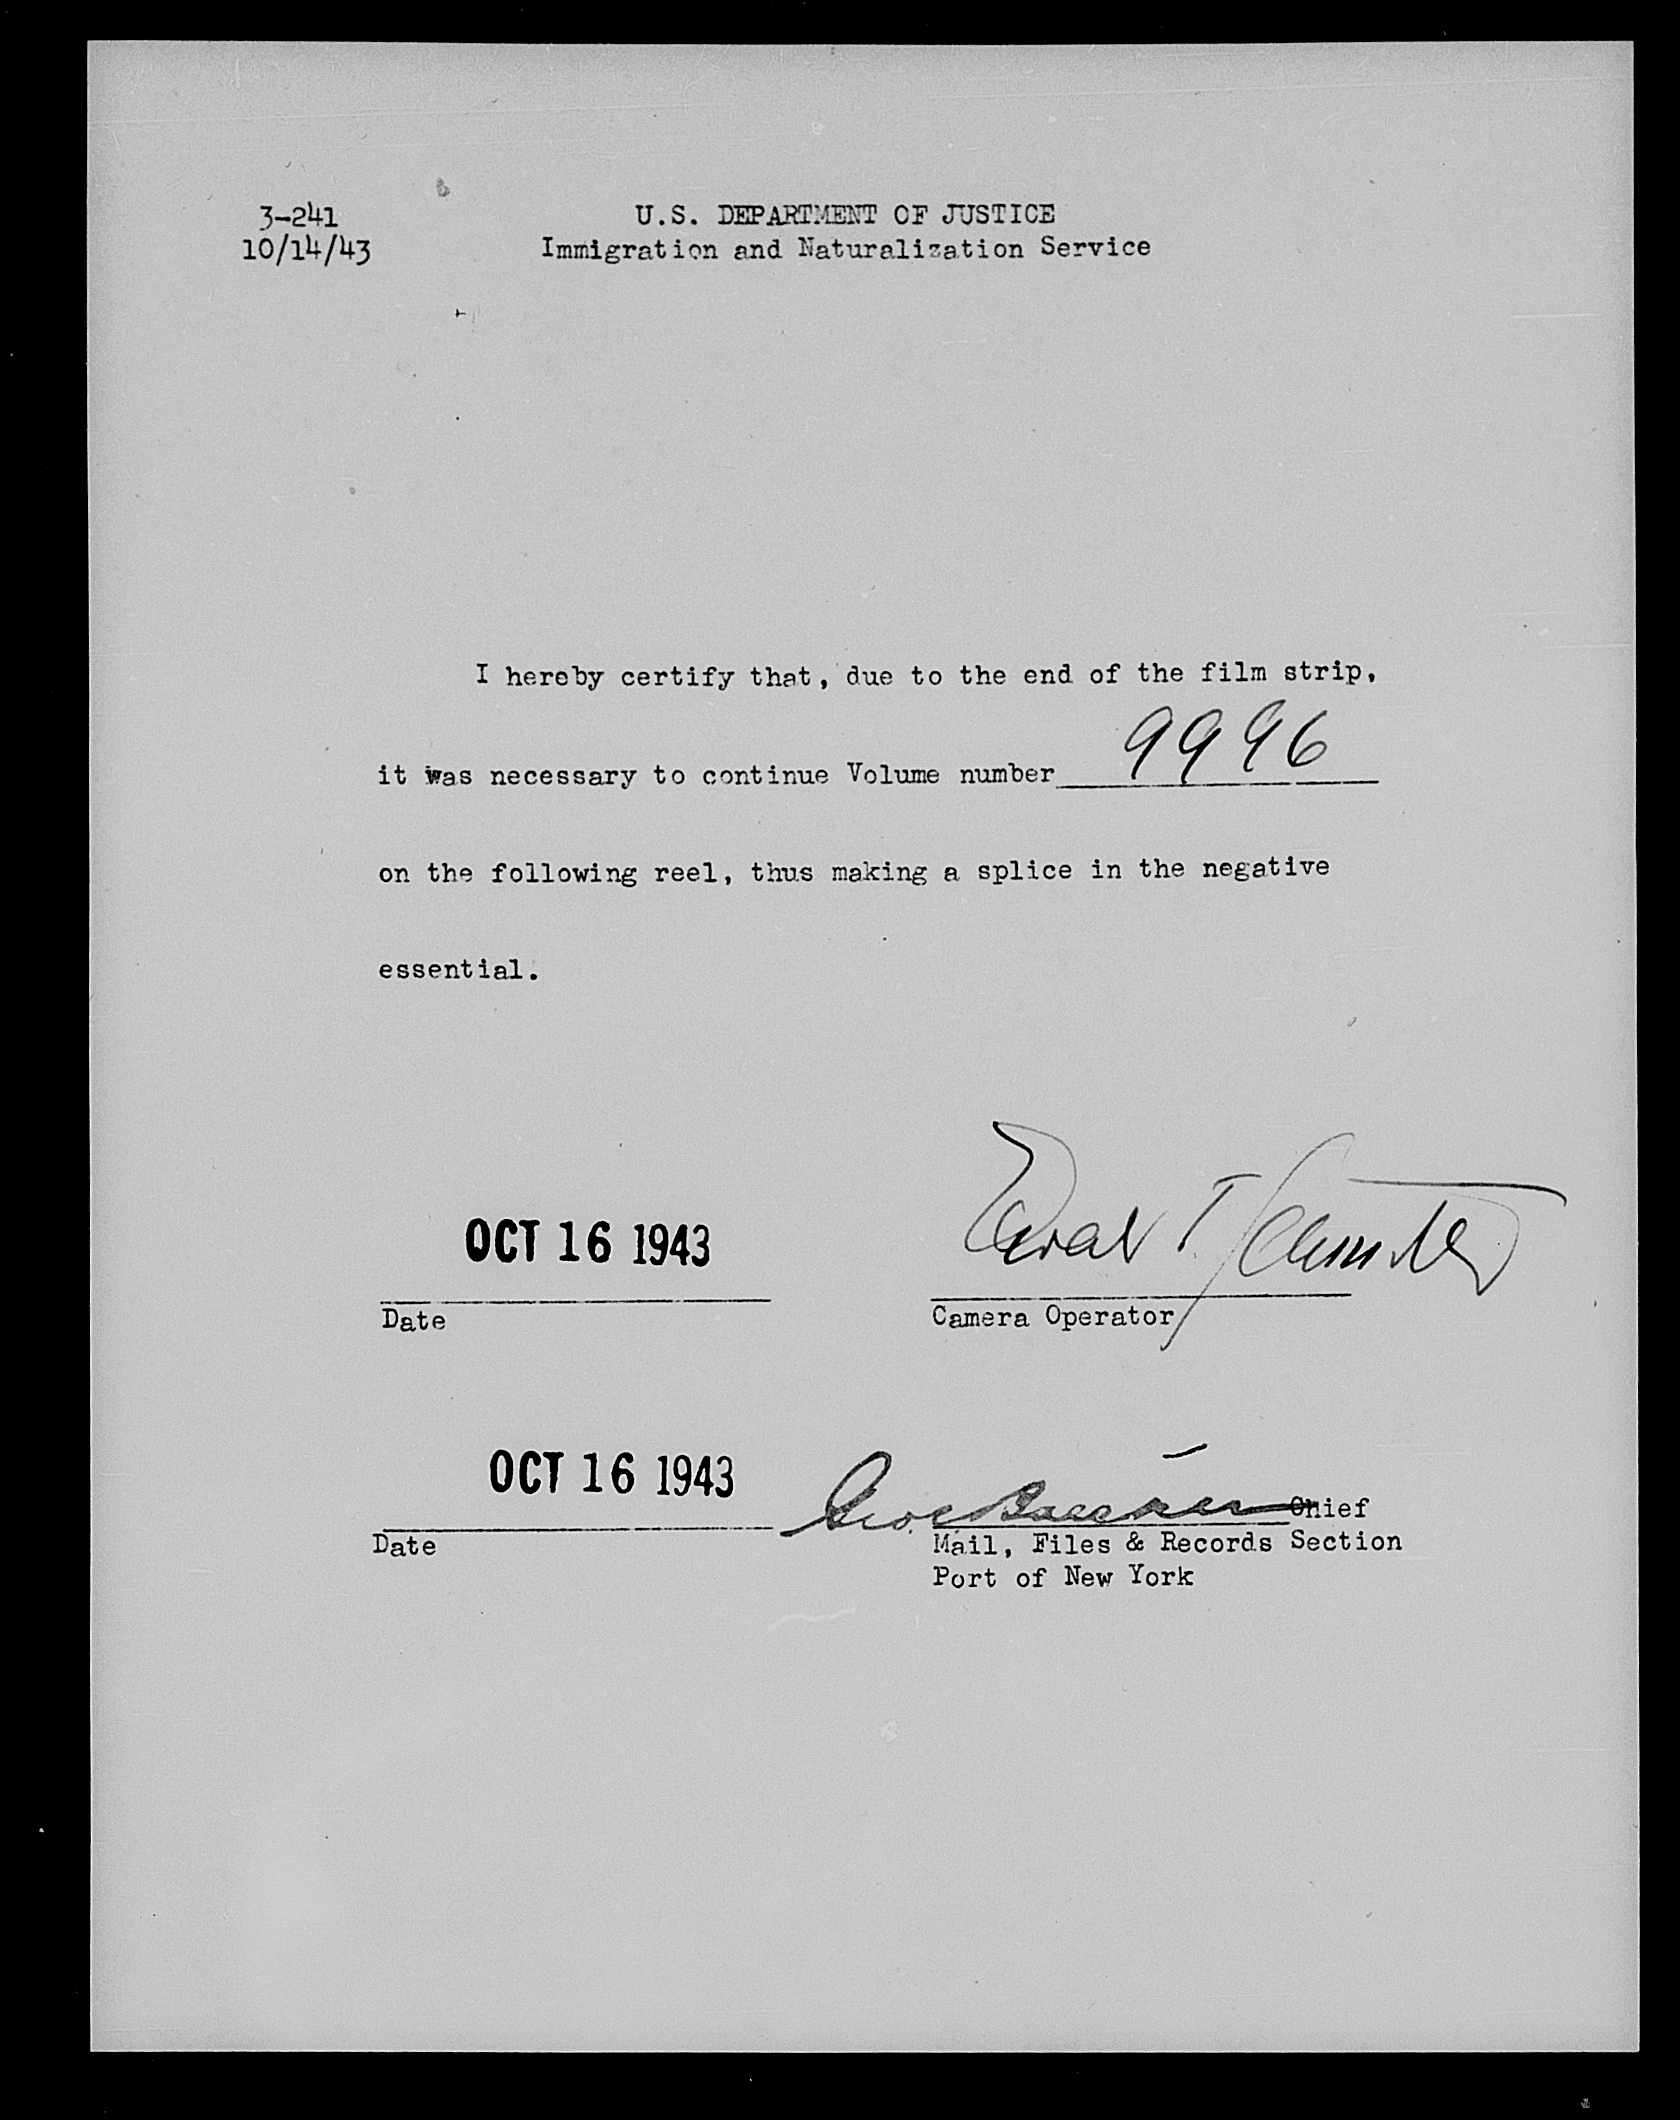 3-241
10/14/43
U.S. DEPARTMENT OF JUSTICE
Immigration and Naturalization Service
I hereby certify that, due to the end of the film strip,
it was necessary to continue Volume number 9996
on the following reel, thus making a splice in the negative
essential.
OCT 16 1943
Date
Camera Operator
OCT 16 1943
Date
Chief
Mail, Files & Records Section
Port of New York